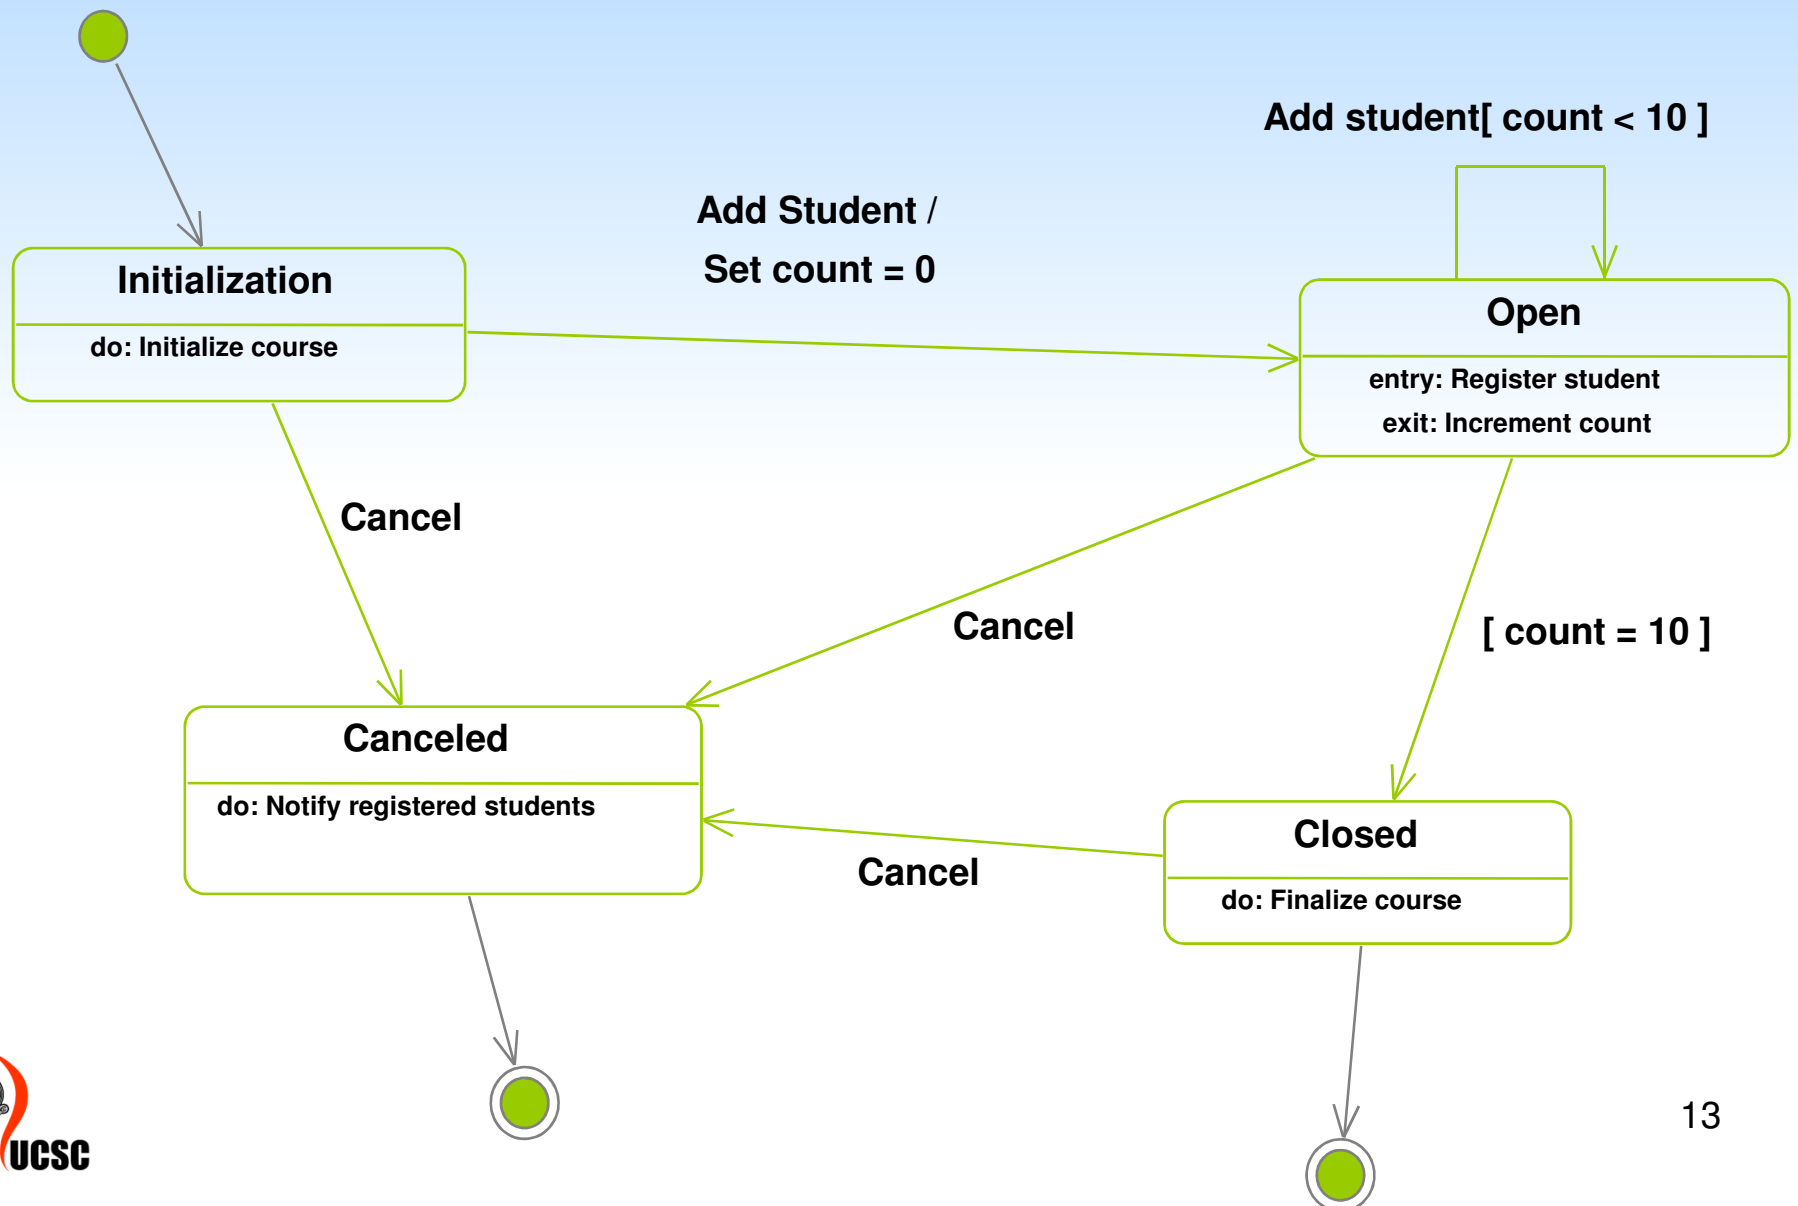 Add student[ count < 10 ]
Add Student /
Set count = 0
Initialization
do: Initialize course
Open
entry: Register student
exit: Increment count
Cancel
Cancel
[ count = 10 ]
Canceled
do: Notify registered students
Closed
do: Finalize course
Cancel
13
UCSC